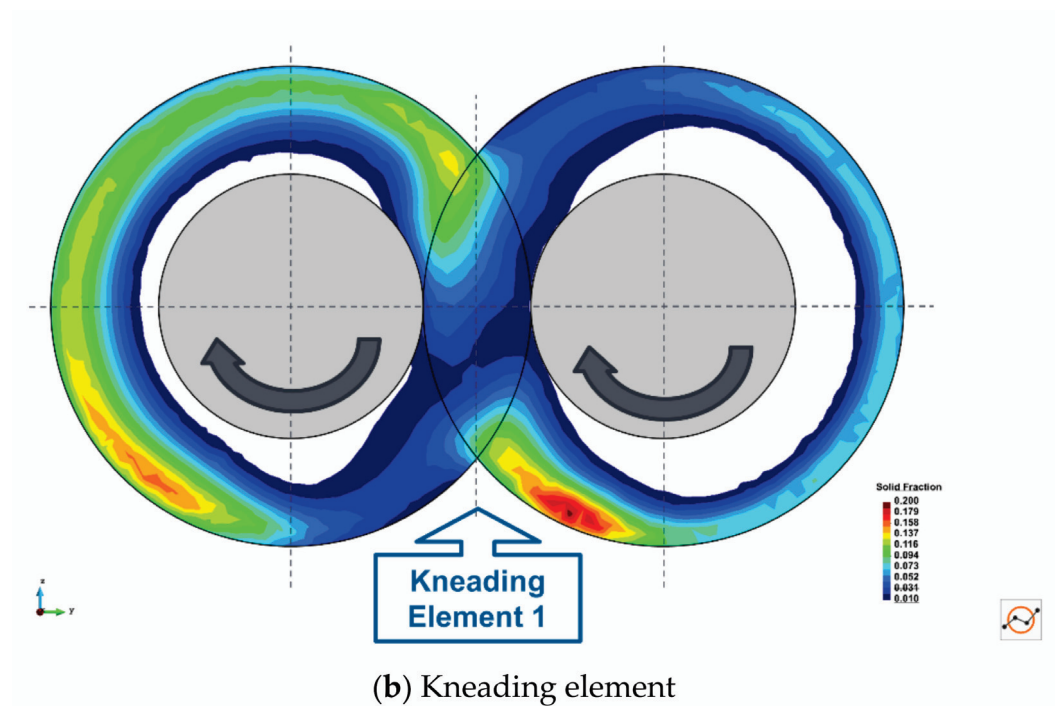 Solid Fraction
0.200
0.179
0.158
0.137
0.116
0.094
0.073
0.052
0.031
0.010
z
y
Kneading
Element 1
(b) Kneading element